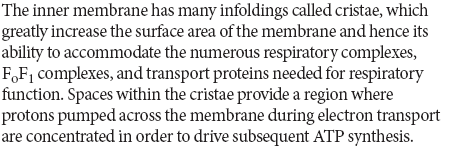 The inner membrane has many infoldings called cristae, which
greatly increase the surface area of the membrane and hence its
ability to accommodate the numerous respiratory complexes,
FₒF₁ complexes, and transport proteins needed for respiratory
function. Spaces within the cristae provide a region where
protons pumped across the membrane during electron transport
are concentrated in order to drive subsequent ATP synthesis.